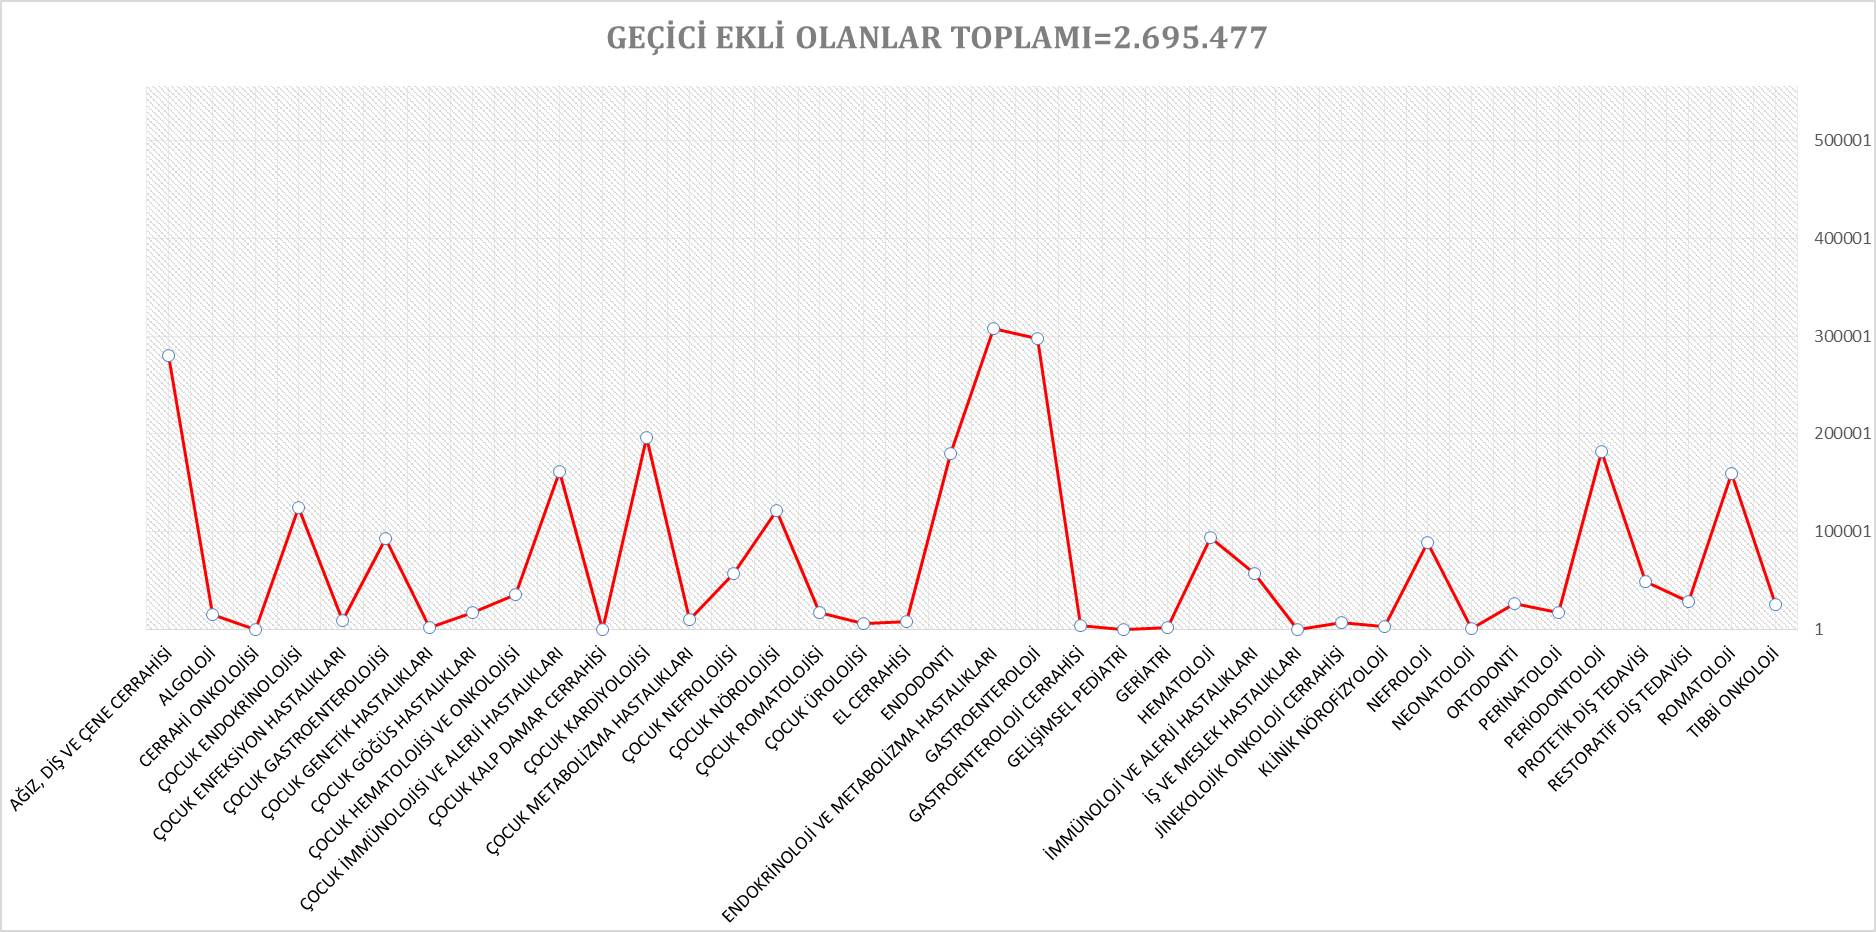 GEÇİCİ EKLİ OLANLAR TOPLAMI=2.695.477
500001
400001
300001
200001
100001
1
AĞIZ, DİŞ VE ÇENE CERRAHİSİ
ALGOLOJİ
CERRAHİ ONKOLOJİSİ
ÇOCUK ENDOKRİNOLOJİSİ
ÇOCUK ENFEKSİYON HASTALIKLARI
ÇOCUK GASTROENTEROLOJİSİ
ÇOCUK GENETİK HASTALIKLARI
ÇOCUK GÖĞÜS HASTALIKLARI
ÇOCUK HEMATOLOJİSİ VE ONKOLOJİSİ
ÇOCUK İMMÜNOLOJİSİ VE ALERJİ HASTALIKLARI
ÇOCUK KALP DAMAR CERRAHİSİ
ÇOCUK KARDİYOLOJİSİ
ÇOCUK METABOLİZMA HASTALIKLARI
ÇOCUK NEFROLOJİSİ
ÇOCUK NÖROLOJİSİ
ÇOCUK ROMATOLOJİSİ
ÇOCUK ÜROLOJİSİ
EL CERRAHİSİ
ENDODONTİ
ENDOKRİNOLOJİ VE METABOLİZMA HASTALIKLARI
GASTROENTEROLOJİ
GASTROENTEROLOJİ CERRAHİSİ
GELİŞİMSEL PEDİATRİ
GERİATRİ
HEMATOLOJİ
İMMÜNOLOJİ VE ALERJİ HASTALIKLARI
İŞ VE MESLEK HASTALIKLARI
JİNEKOLOJİK ONKOLOJİ CERRAHİSİ
KLİNİK NÖROFİZYOLOJİ
NEFROLOJİ
NEONATOLOJİ
ORTODONTİ
PERİNATOLOJİ
PERİODONTOLOJİ
PROTETİK DİŞ TEDAVİSİ
RESTORATİF DİŞ TEDAVİSİ
ROMATOLOJİ
TIBBİ ONKOLOJİ